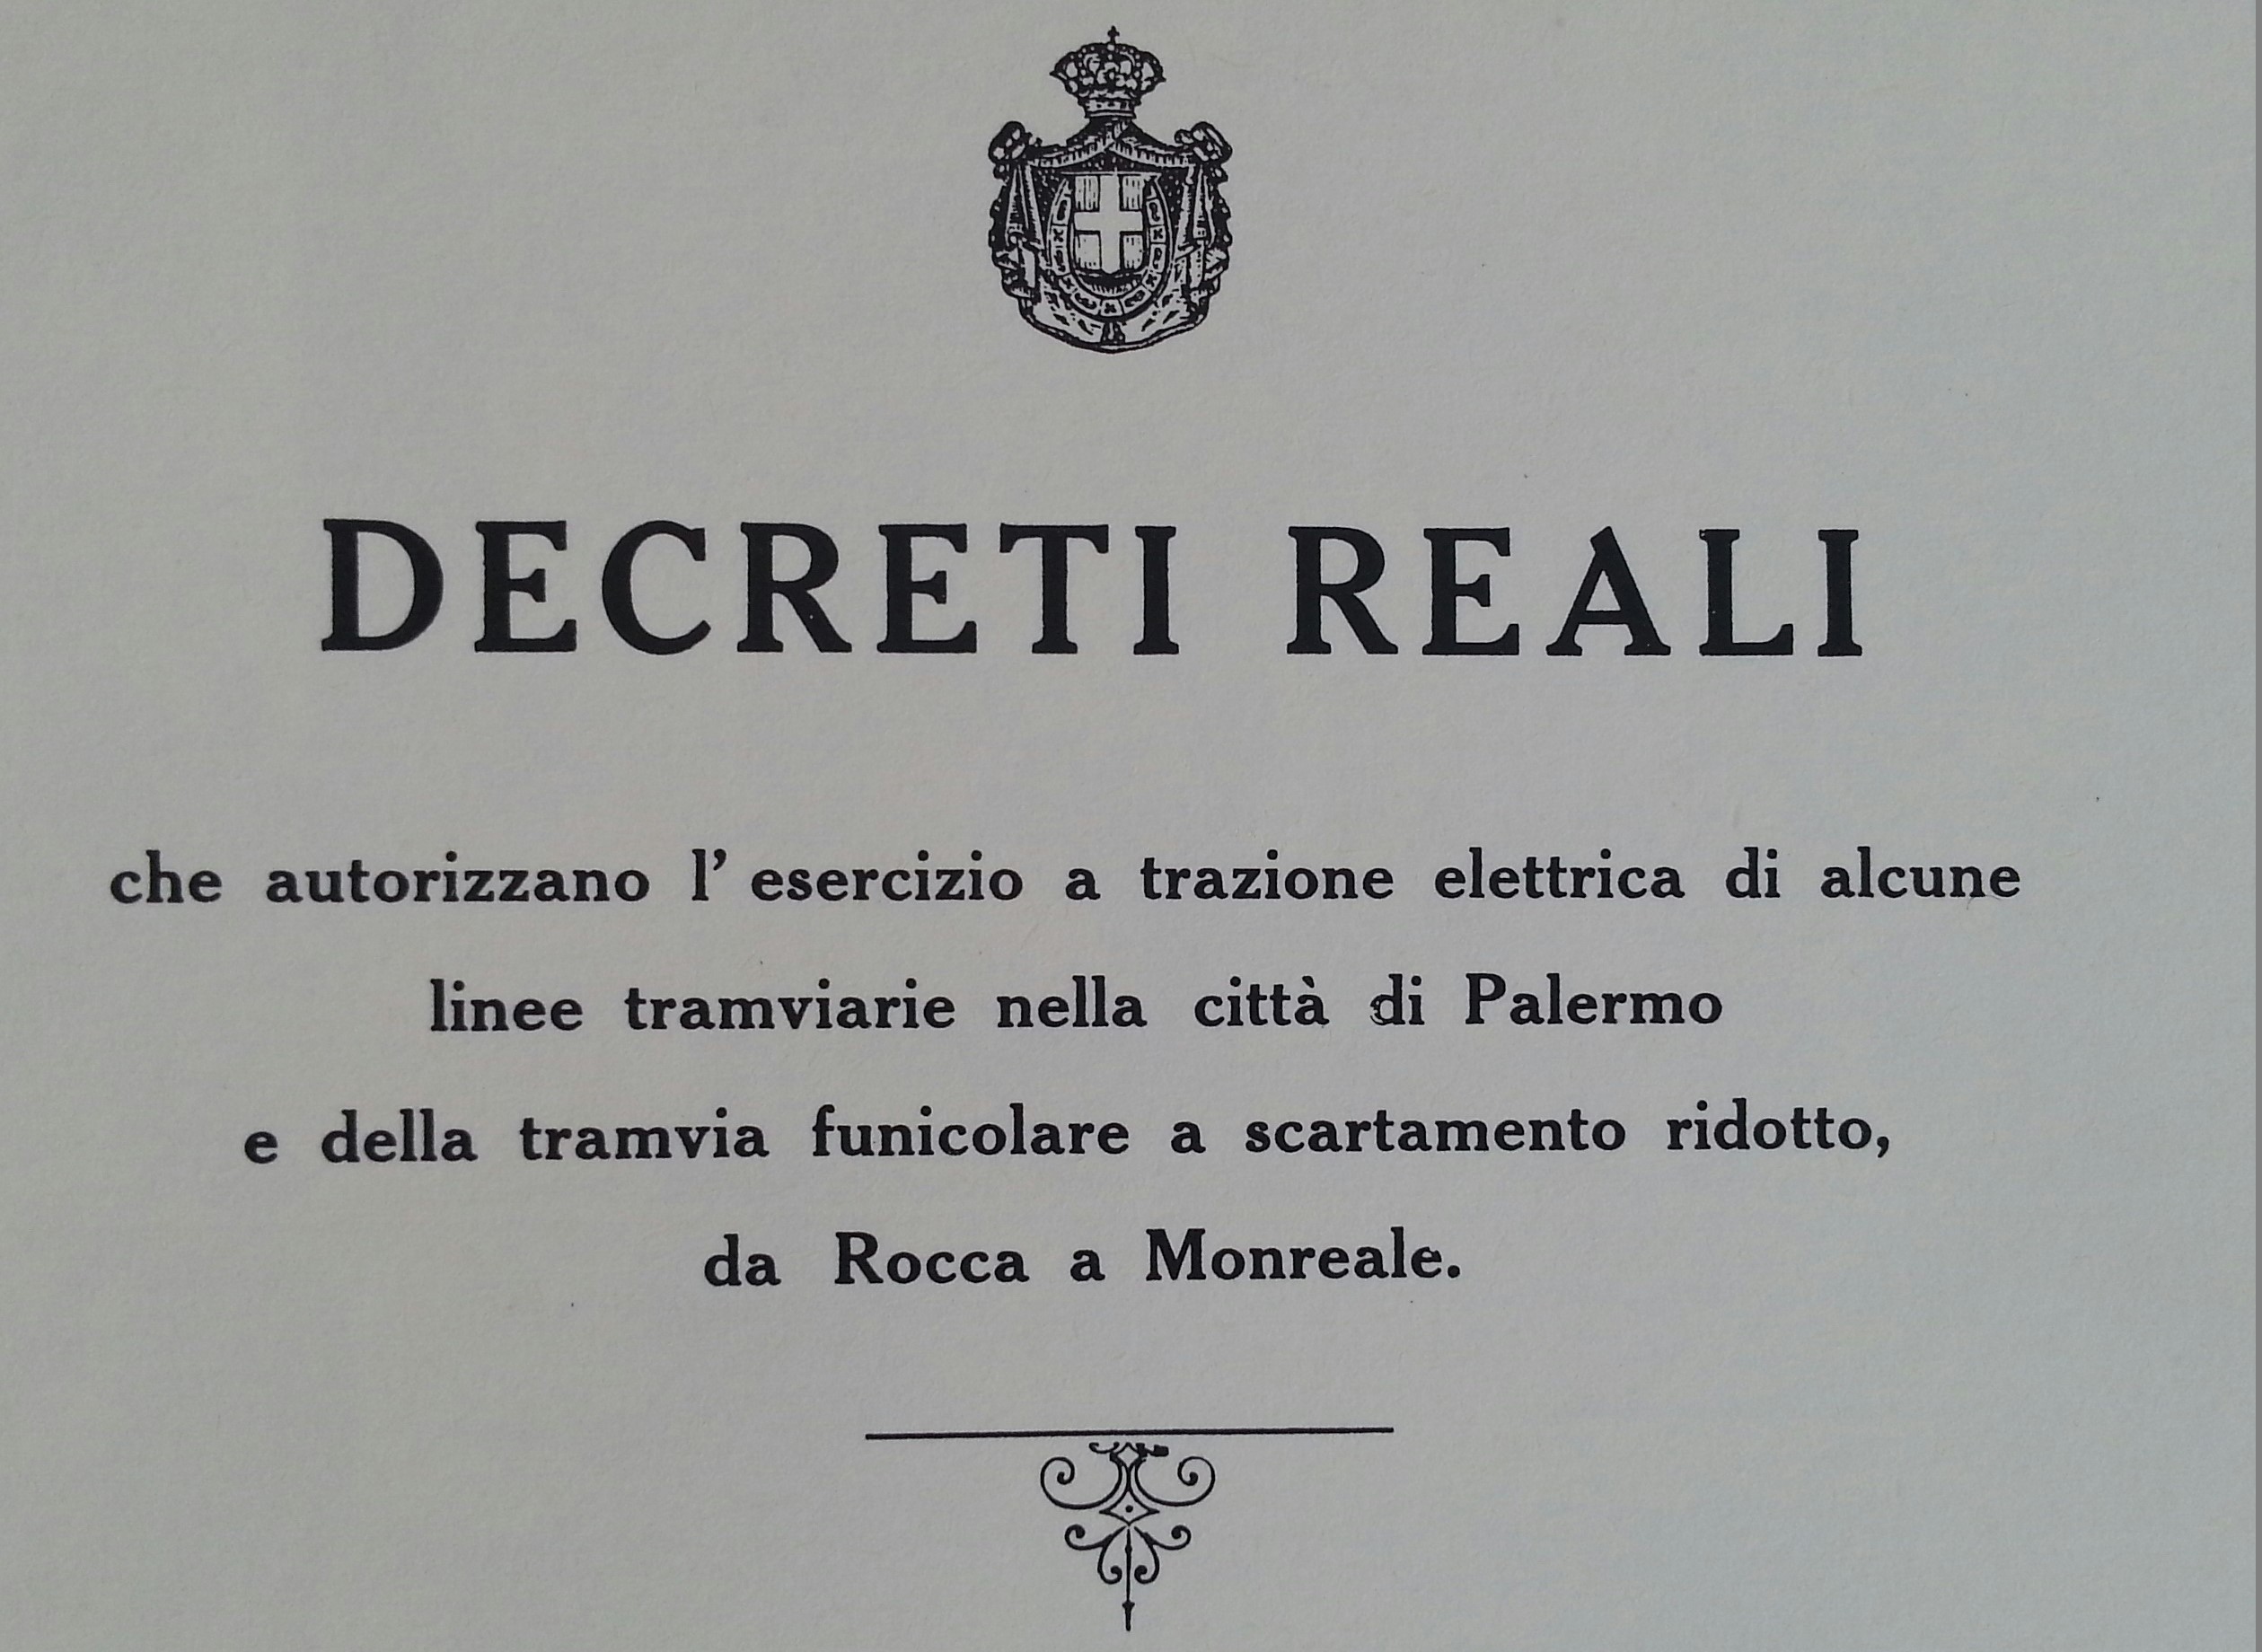 DECRETI REALI
che autorizzano l' esercizio a trazione elettrica di alcune
linee tramviarie nella città di Palermo
e della tramvia funicolare a scartamento ridotto,
da Rocca a Monreale.